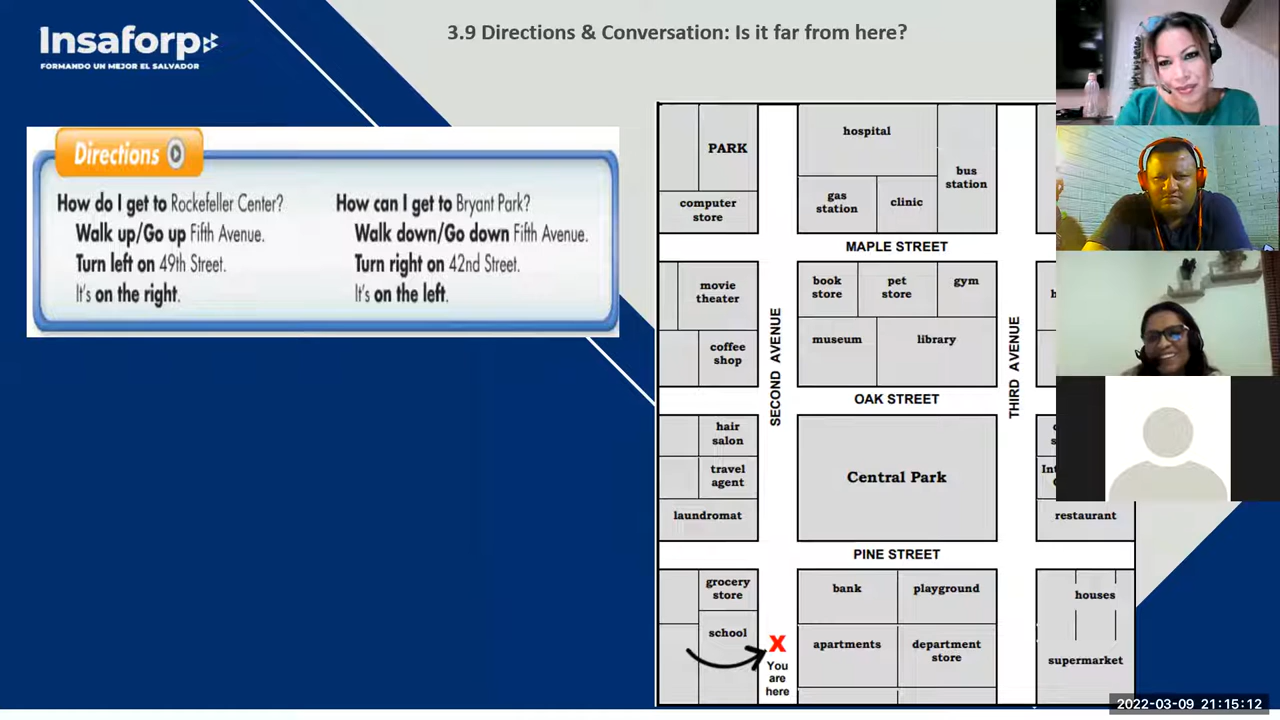 Insaforp
FORMANDO UN MEJOR EL SALVADOR
3.9 Directions & Conversation: Is it far from here?
Directions
How do I get to Rockefeller Center?
Walk up/Go up Fifth Avenue.
Turn left on 49th Street.
It's on the right.
How can I get to Bryant Park?
Walk down/Go down Fifth Avenue.
Turn right on 42nd Street.
It's on the left.
PARK
computer
store
hospital
gas
station
clinic
bus
station
MAPLE STREET
movie
theater
coffee
shop
SECOND AVENUE
book
store
pet
store
gym
museum
library
THIRD AVENUE
OAK STREET
hair
salon
travel
agent
laundromat
Central Park
restaurant
PINE STREET
grocery
store
school
X
You
are
here
bank
playground
apartments
department
store
houses
supermarket
2022-03-09 21:15:12